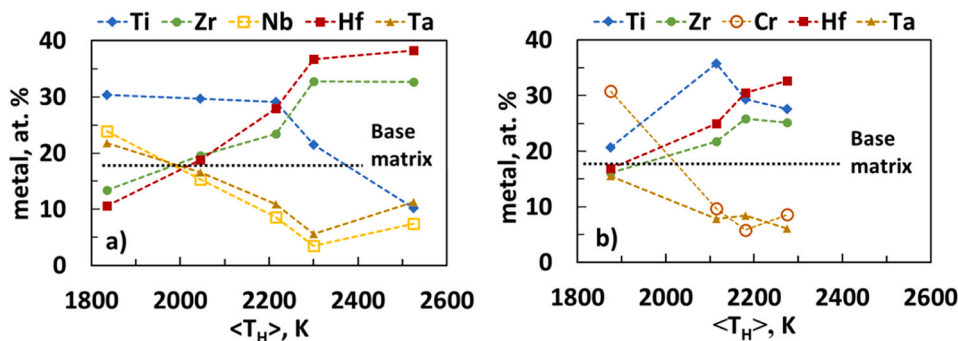 Ti Zr Nb Hf Ta
metal, at. %
40
30
20
10
0
Base
matrix
a)
1800 2000 2200 2400 2600
<T_H>, K
Ti Zr Cr Hf Ta
metal, at. %
40
30
20
10
0
Base
matrix
b)
1800 2000 2200 2400 2600
<T_H>, K